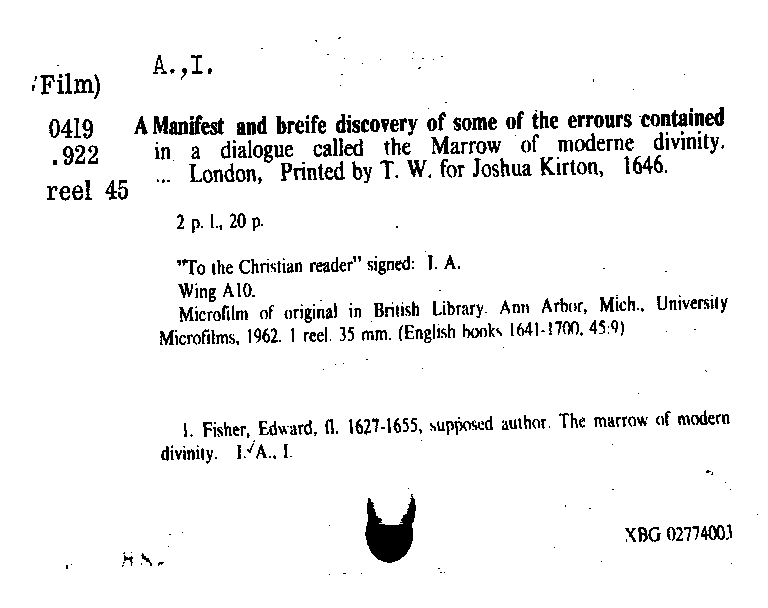 A.,I.
(Film)
0419
.922
reel 45
A Manifest and breife discovery of some of the errours contained
in a dialogue called the Marrow of moderne divinity.
... London, Printed by T. W. for Joshua Kirton, 1646.
2 p. l., 20 p.
"To the Christian reader" signed: I. A.
Wing A10.
Microfilm of original in British Library. Ann Arbor, Mich., University
Microfilms, 1962. 1 reel. 35 mm. (English books 1641-1700, 45:9)
1. Fisher, Edward, fl. 1627-1655, supposed author. The marrow of modern
divinity. I.✓A., I.
XBG 02774003